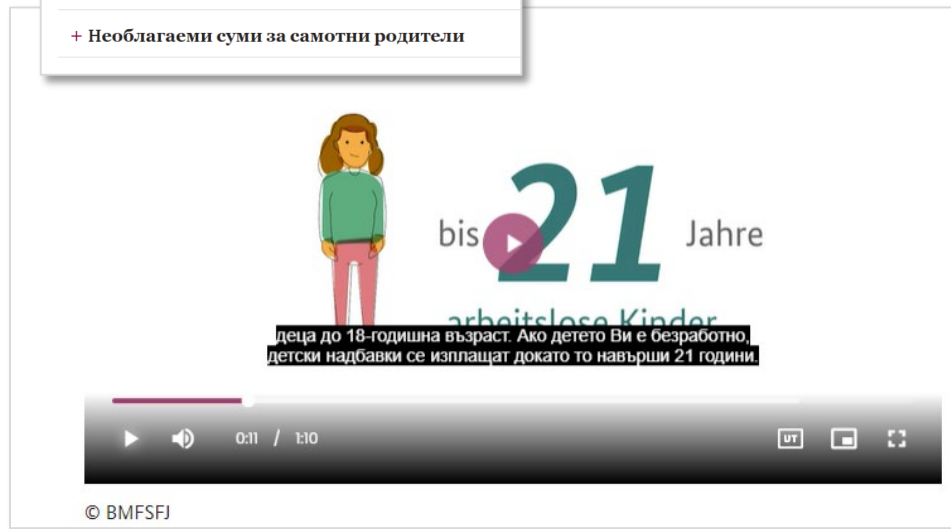 + Необлагаеми суми за самотни родители
bis 21 Jahre
arbeitslose Kinder
деца до 18-годишна възраст. Ако детето Ви е безработно,
детски надбавки се изплащат докато то навърши 21 години.
0:11 / 1:10 UT
© BMFSFJ